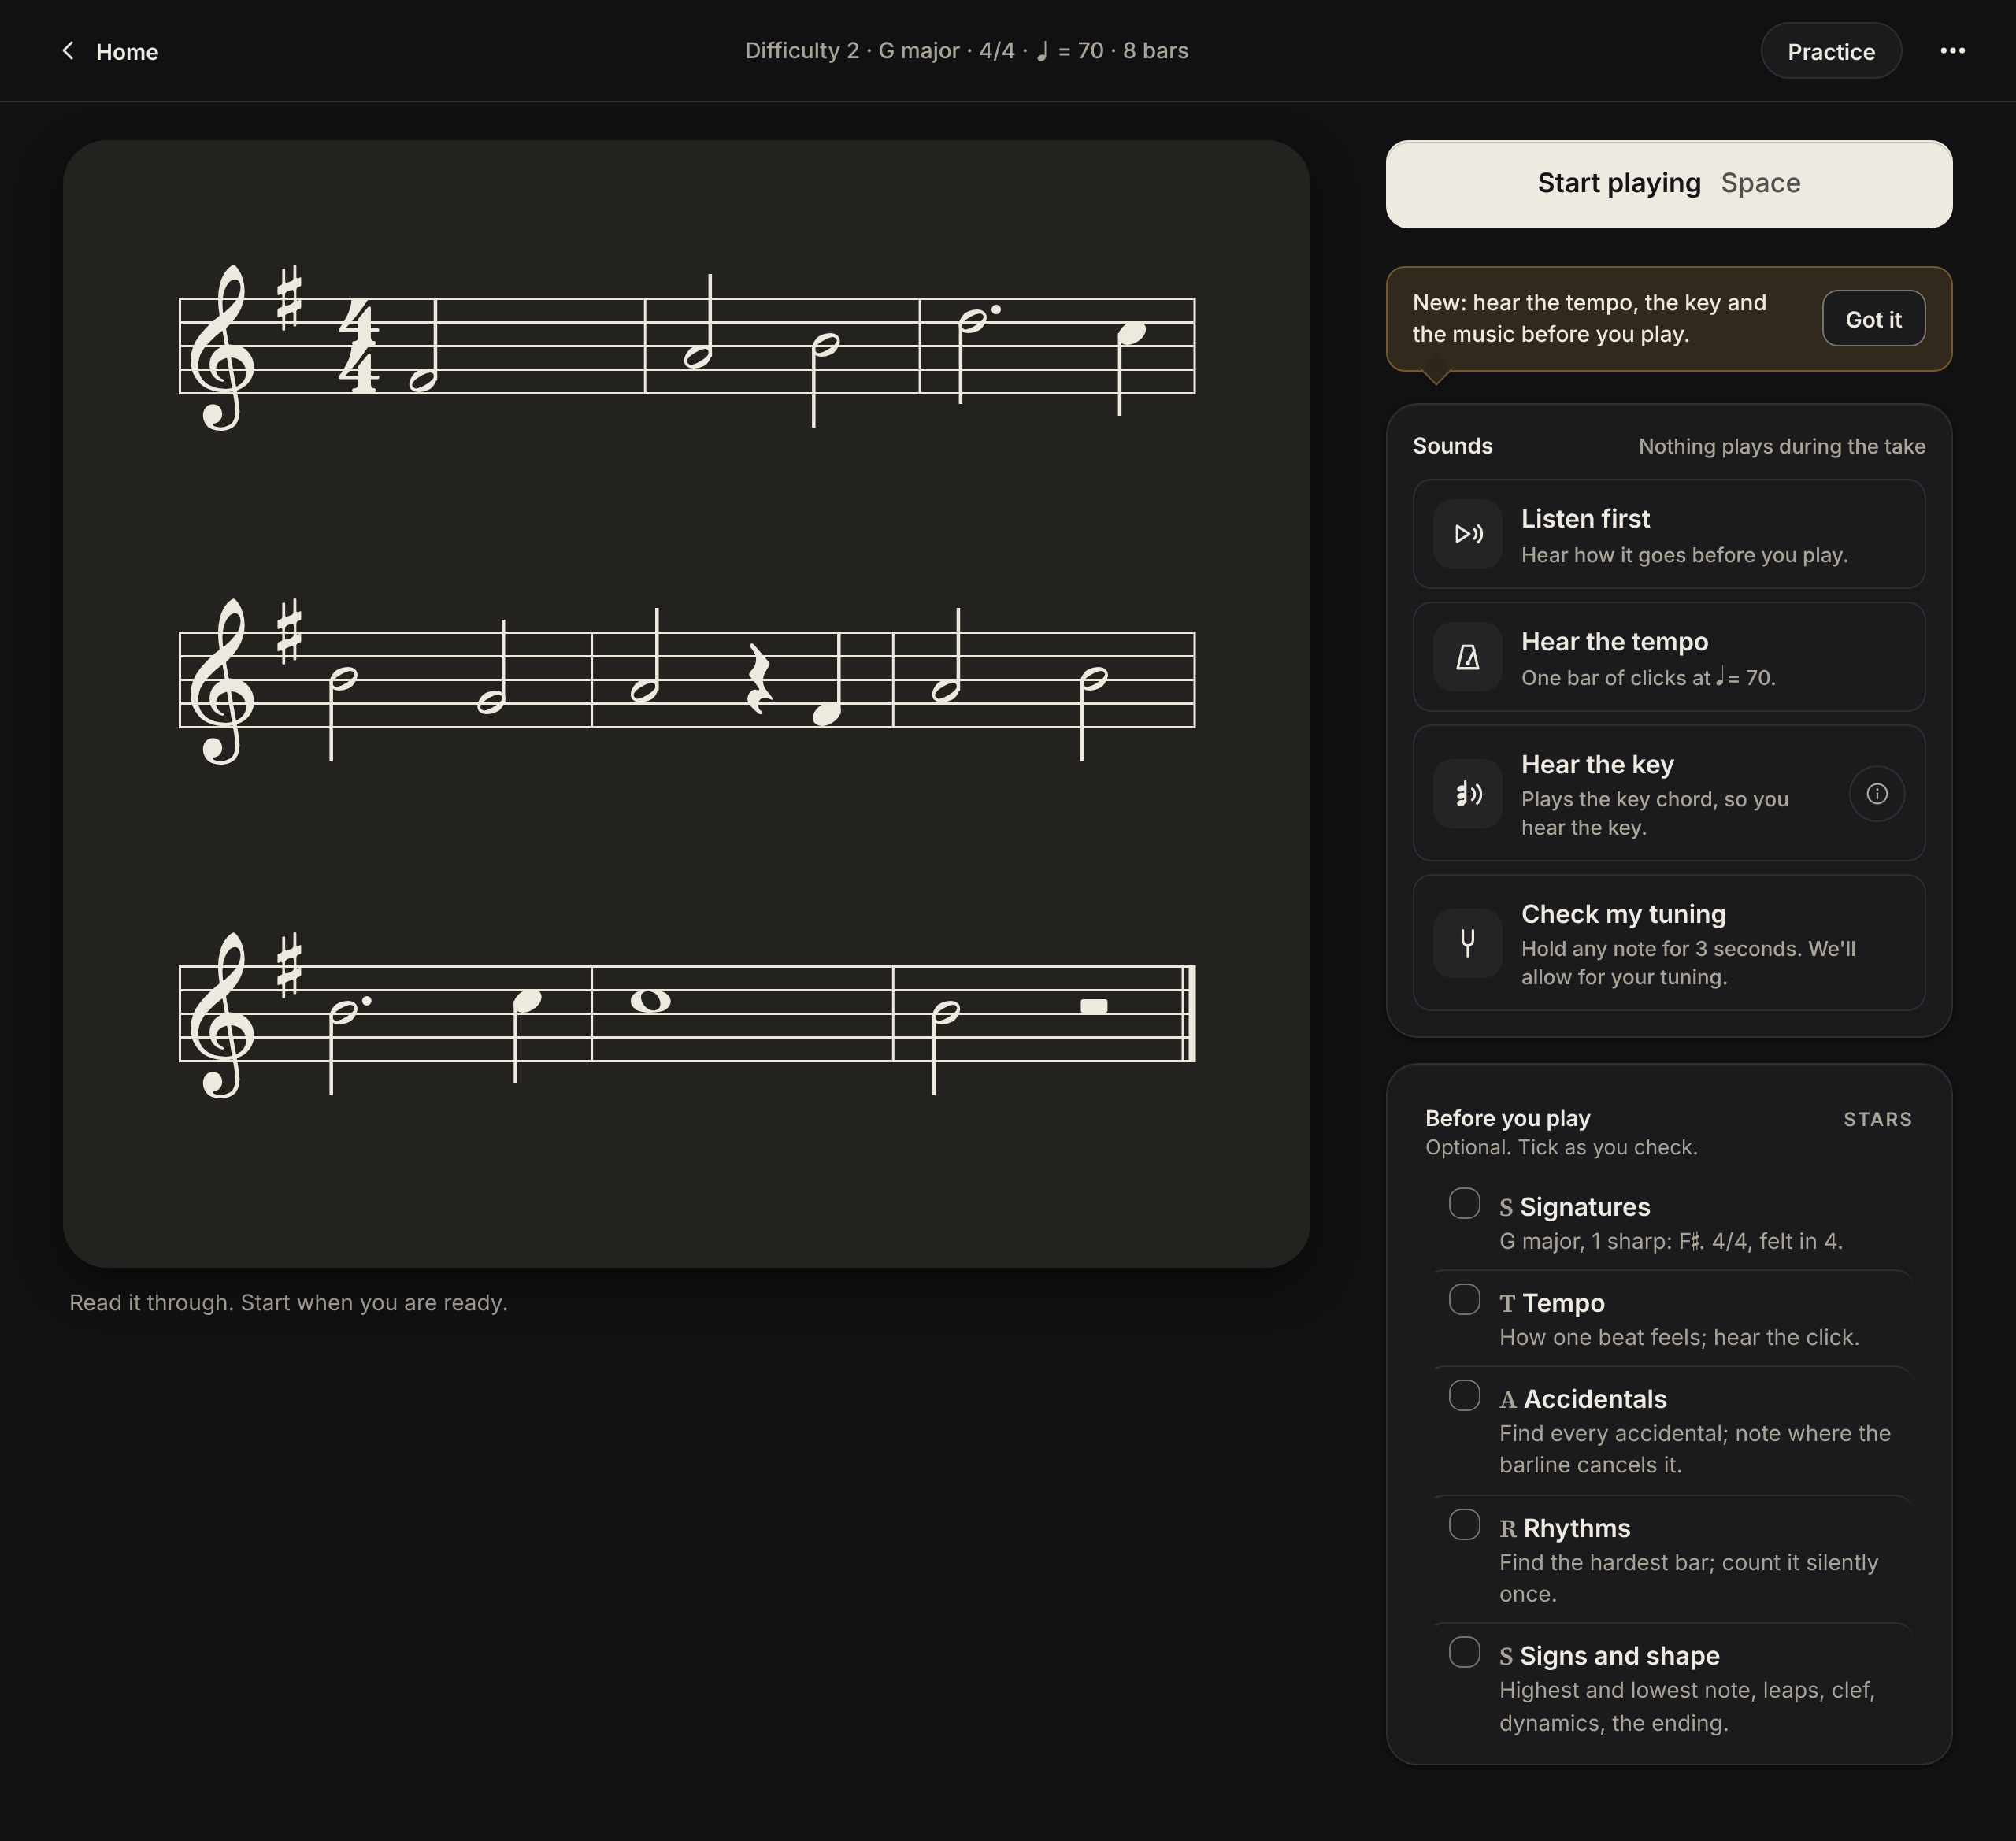 Home
Difficulty 2 · G major · 4/4 · ♩ = 70 · 8 bars
Practice
4
4
Read it through. Start when you are ready.
Start playing Space
New: hear the tempo, the key and
the music before you play.
Got it
Sounds
Nothing plays during the take
Listen first
Hear how it goes before you play.
Hear the tempo
One bar of clicks at ♩ = 70.
Hear the key
Plays the key chord, so you
hear the key.
Check my tuning
Hold any note for 3 seconds. We'll
allow for your tuning.
Before you play
STARS
Optional. Tick as you check.
S Signatures
G major, 1 sharp: F♯. 4/4, felt in 4.
T Tempo
How one beat feels; hear the click.
A Accidentals
Find every accidental; note where the
barline cancels it.
R Rhythms
Find the hardest bar; count it silently
once.
S Signs and shape
Highest and lowest note, leaps, clef,
dynamics, the ending.